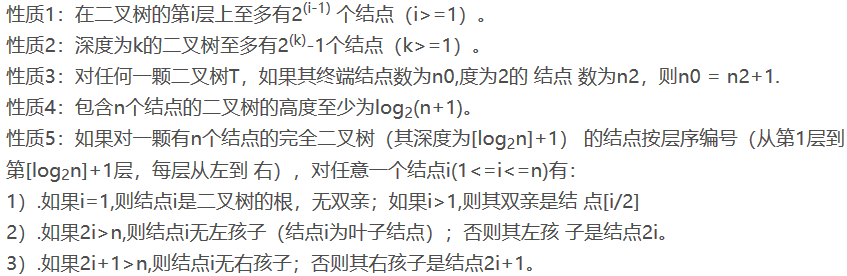 性质1：在二叉树的第i层上至多有2^(i-1) 个结点（i>=1）。
性质2：深度为k的二叉树至多有2^(k)-1个结点（k>=1）。
性质3：对任何一颗二叉树T，如果其终端结点数为n0,度为2的 结点 数为n2，则n0 = n2+1.
性质4：包含n个结点的二叉树的高度至少为log₂(n+1)。
性质5：如果对一颗有n个结点的完全二叉树（其深度为[log₂n]+1） 的结点按层序编号（从第1层到
第[log₂n]+1层，每层从左到 右），对任意一个结点i(1<=i<=n)有：
1）.如果i=1,则结点i是二叉树的根，无双亲；如果i>1,则其双亲是结 点[i/2]
2）.如果2i>n,则结点i无左孩子（结点i为叶子结点）；否则其左孩 子是结点2i。
3）.如果2i+1>n,则结点i无右孩子；否则其右孩子是结点2i+1。